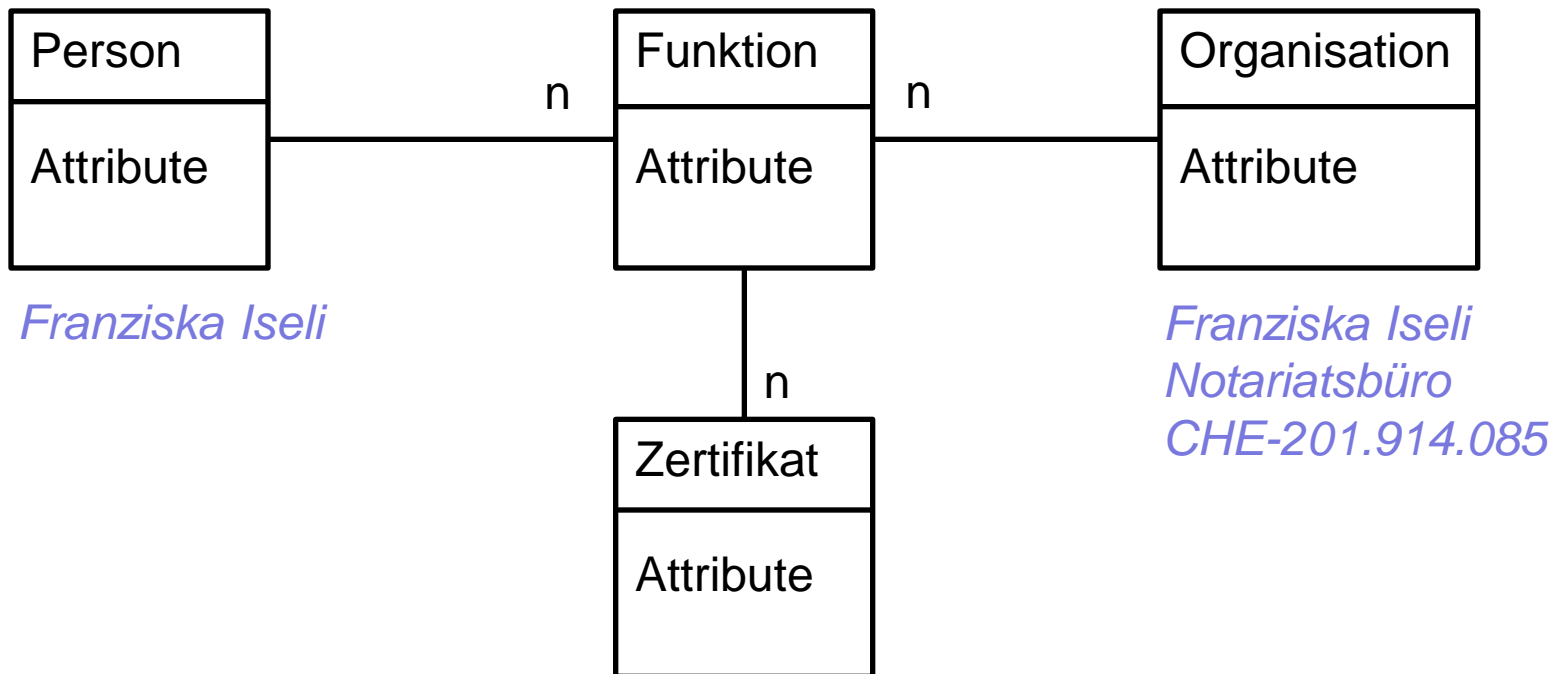 Person
Attribute
n
Funktion
Attribute
n
Organisation
Attribute
Franziska Iseli
Franziska Iseli
Notariatsbüro
CHE-201.914.085
n
Zertifikat
Attribute